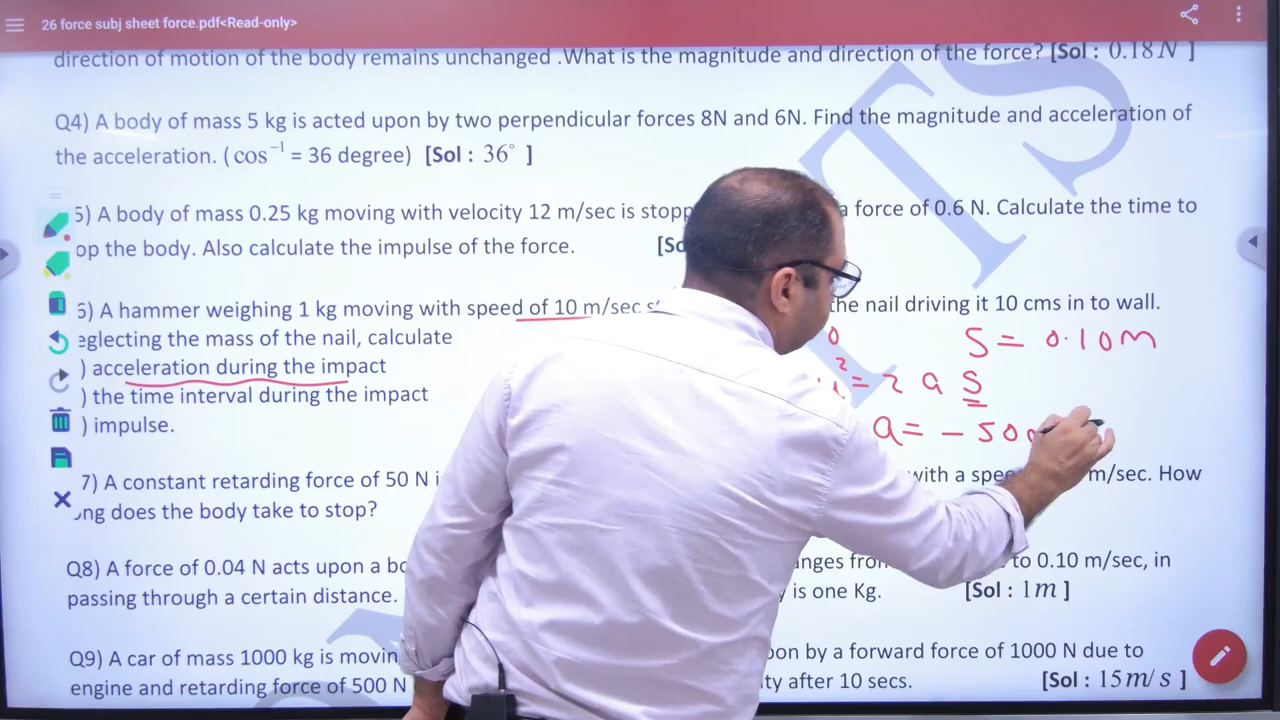 26 force subj sheet force.pdf<Read-only>
direction of motion of the body remains unchanged .What is the magnitude and direction of the force? [Sol : 0.18 N ]
Q4) A body of mass 5 kg is acted upon by two perpendicular forces 8N and 6N. Find the magnitude and acceleration of
the acceleration. (cos⁻¹ = 36 degree) [Sol : 36° ]
5) A body of mass 0.25 kg moving with velocity 12 m/sec is a force of 0.6 N. Calculate the time to
op the body. Also calculate the impulse of the force.
6) A hammer weighing 1 kg moving with speed of 10 m/sec the nail driving it 10 cms in to wall.
0 S = 0.10m
eglecting the mass of the nail, calculate
) acceleration during the impact
² = 2 a S
) the time interval during the impact
) impulse.
a = - 50
7) A constant retarding force of 50 N with a m/sec. How
ng does the body take to stop?
Q8) A force of 0.04 N acts upon a to 0.10 m/sec, in
passing through a certain distance. is one Kg. [Sol : 1m ]
Q9) A car of mass 1000 kg is by a forward force of 1000 N due to
engine and retarding force of 500 N after 10 secs. [Sol : 15m/s ]